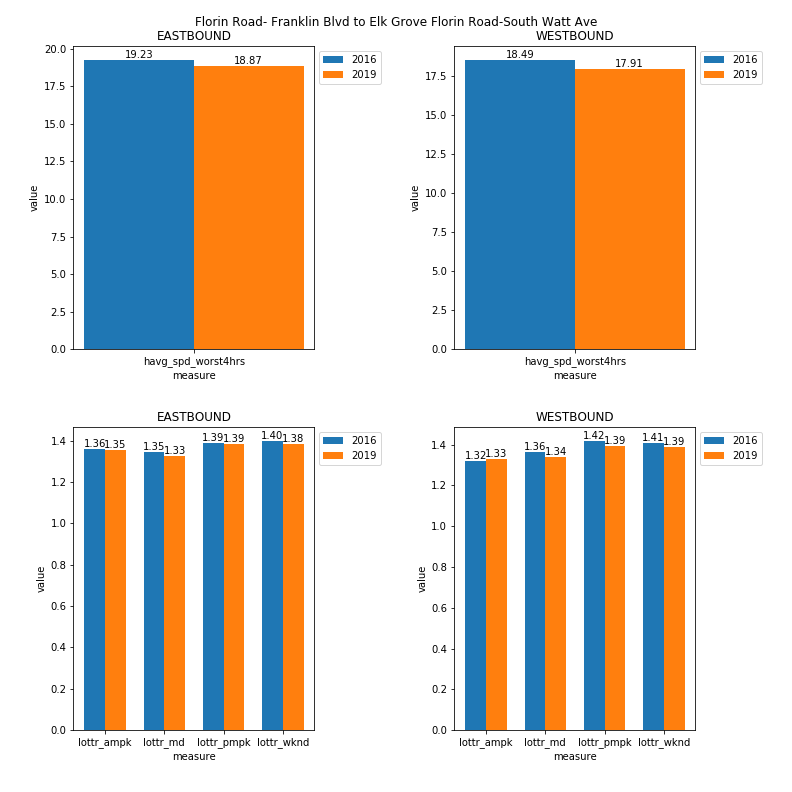 Florin Road- Franklin Blvd to Elk Grove Florin Road-South Watt Ave
EASTBOUND
20.0
17.5
15.0
12.5
10.0
7.5
5.0
2.5
0.0
value
19.23
18.87
havg_spd_worst4hrs
measure
2016
2019
WESTBOUND
17.5
15.0
12.5
10.0
7.5
5.0
2.5
0.0
value
18.49
17.91
havg_spd_worst4hrs
measure
2016
2019
EASTBOUND
1.4
1.2
1.0
0.8
0.6
0.4
0.2
0.0
value
1.36 1.35 1.35 1.33 1.39 1.39 1.40 1.38
lottr_ampk lottr_md lottr_pmpk lottr_wknd
measure
2016
2019
WESTBOUND
1.4
1.2
1.0
0.8
0.6
0.4
0.2
0.0
value
1.32 1.33 1.36 1.34 1.42 1.39 1.41 1.39
lottr_ampk lottr_md lottr_pmpk lottr_wknd
measure
2016
2019